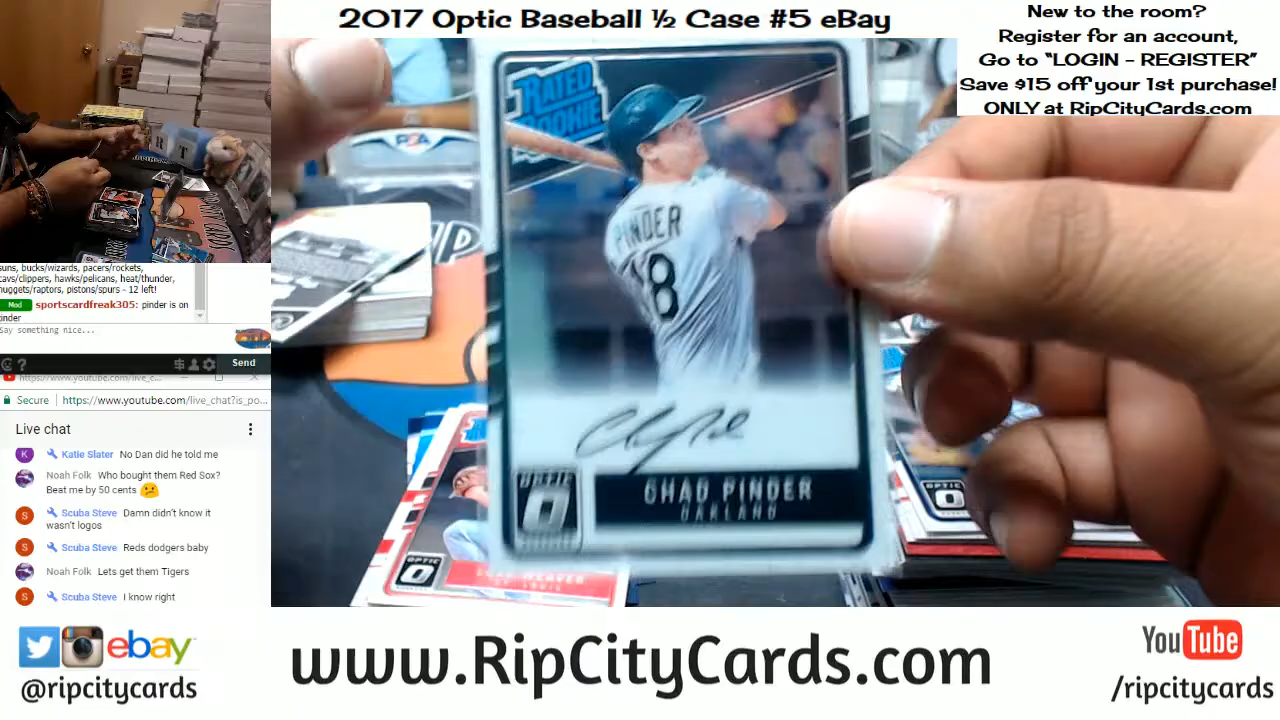 2017 Optic Baseball ½ Case #5 eBay
New to the room?
Register for an account,
Go to “LOGIN - REGISTER”
Save $15 off your 1st purchase!
ONLY at RipCityCards.com
RATED
ROOKIE
PSA
PINDER
18
OPTIC
CHAD PINDER
OAKLAND
OPTIC
WEAVER
OPTIC
suns, bucks/wizards, pacers/rockets,
cavs/clippers, hawks/pelicans, heat/thunder,
nuggets/raptors, pistons/spurs - 12 left!
Mod sportscardfreak305: pinder is on
pinder
Say something nice...
Send
https://www.youtube.com/live_c...
Secure https://www.youtube.com/live_chat?is_po...
Live chat
K Katie Slater No Dan did he told me
Noah Folk Who bought them Red Sox?
Beat me by 50 cents
S Scuba Steve Damn didn't know it
wasn't logos
S Scuba Steve Reds dodgers baby
Noah Folk Lets get them Tigers
S Scuba Steve I know right
ebay
@ripcitycards
www.RipCityCards.com
YouTube
/ripcitycards